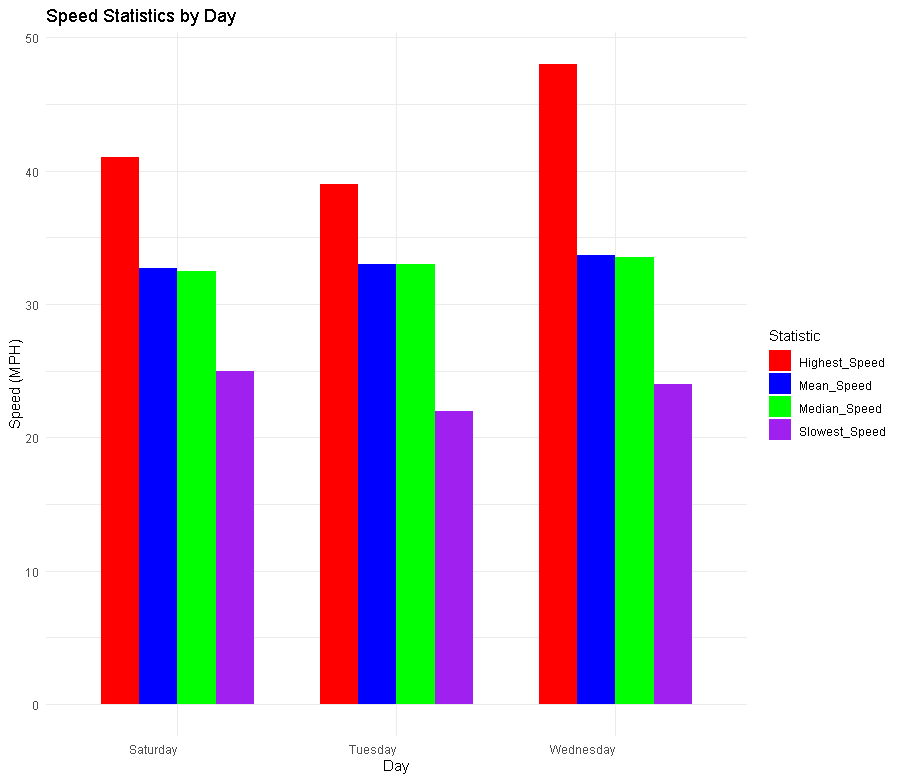 Speed Statistics by Day
50
40
30
20
10
0
Speed (MPH)
Saturday
Tuesday
Wednesday
Day
Statistic
Highest_Speed
Mean_Speed
Median_Speed
Slowest_Speed